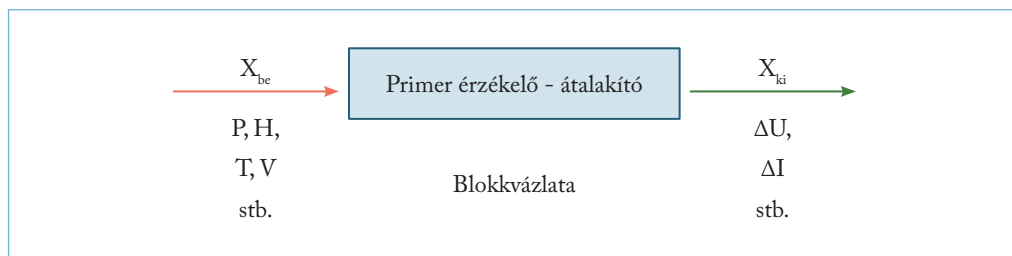 X_be
Primer érzékelő - átalakító
X_ki
P, H,
T, V
stb.
Blokkvázlata
ΔU,
ΔI
stb.